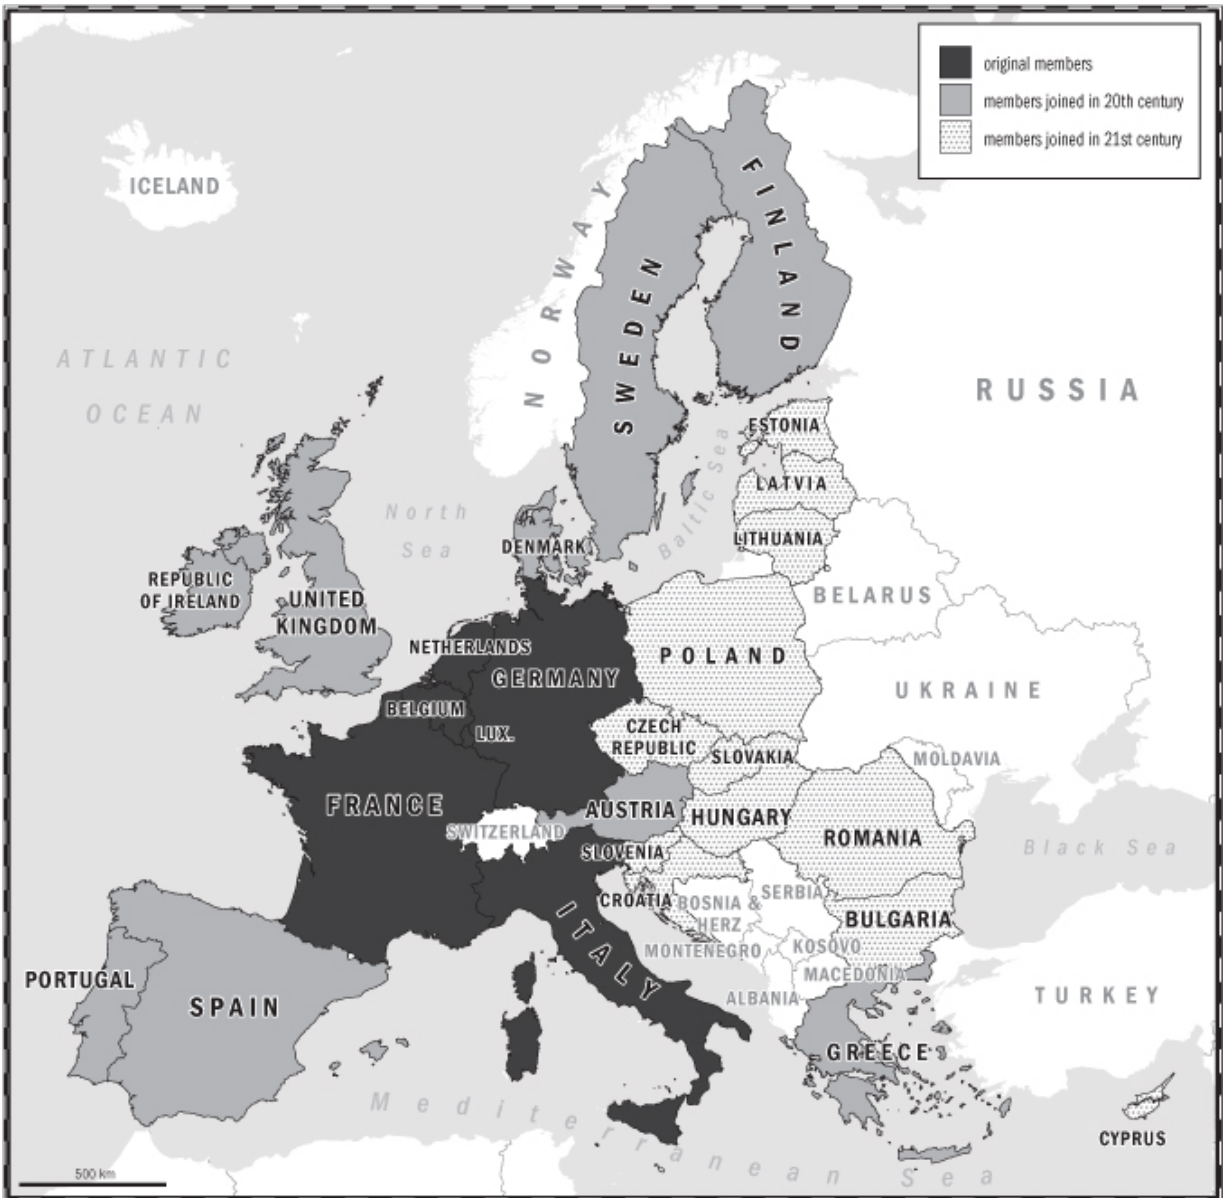 original members
members joined in 20th century
members joined in 21st century
ICELAND
NORWAY
SWEDEN
FINLAND
ATLANTIC
OCEAN
RUSSIA
ESTONIA
LATVIA
LITHUANIA
Baltic Sea
North
Sea
DENMARK
REPUBLIC
OF IRELAND
UNITED
KINGDOM
BELARUS
NETHERLANDS
GERMANY
POLAND
UKRAINE
BELGIUM
LUX.
CZECH
REPUBLIC
SLOVAKIA
MOLDAVIA
FRANCE
SWITZERLAND
AUSTRIA
HUNGARY
ROMANIA
Black Sea
SLOVENIA
CROATIA
BOSNIA &
HERZ
SERBIA
BULGARIA
MONTENEGRO
KOSOVO
MACEDONIA
ALBANIA
ITALY
PORTUGAL
SPAIN
TURKEY
GREECE
CYPRUS
Mediterranean Sea
500 km